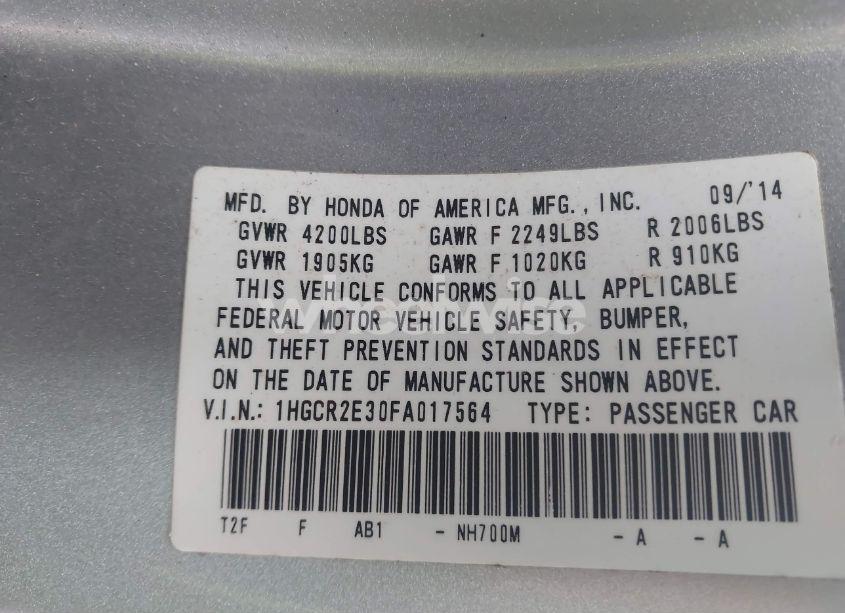 MFD. BY HONDA OF AMERICA MFG., INC. 09/'14
GVWR 4200LBS GAWR F 2249LBS R 2006LBS
GVWR 1905KG GAWR F 1020KG R 910KG
THIS VEHICLE CONFORMS TO ALL APPLICABLE
FEDERAL MOTOR VEHICLE SAFETY, BUMPER,
AND THEFT PREVENTION STANDARDS IN EFFECT
ON THE DATE OF MANUFACTURE SHOWN ABOVE.
V.I.N.: 1HGCR2E30FA017564 TYPE: PASSENGER CAR
T2F F AB1 - NH700M - A - A